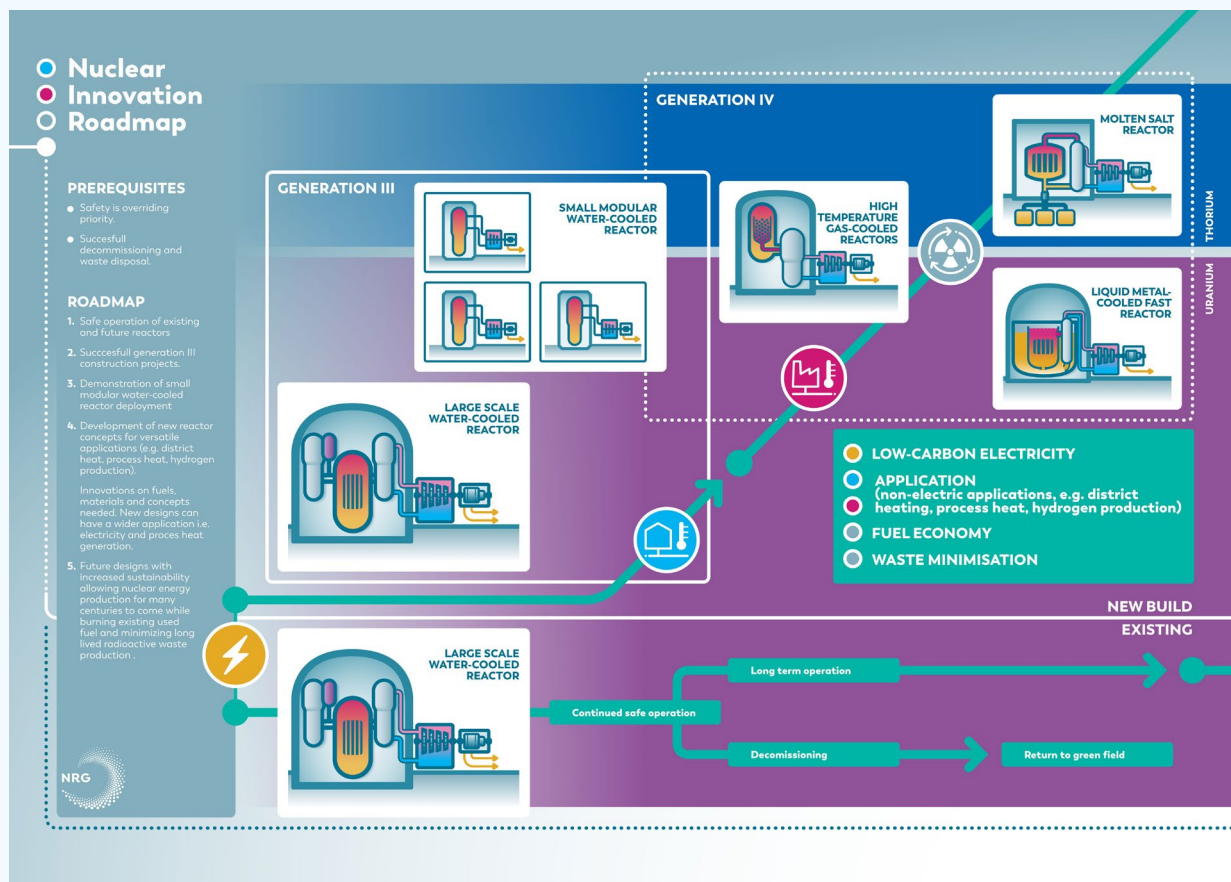 Nuclear
Innovation
Roadmap
PREREQUISITES
Safety is overriding
priority.
Succesfull
decommissioning and
waste disposal.
ROADMAP
1. Safe operation of existing
and future reactors
2. Succcesfull generation III
construction projects.
3. Demonstration of small
modular water-cooled
reactor deployment
4. Development of new reactor
concepts for versatile
applications (e.g. district
heat, process heat, hydrogen
production).
Innovations on fuels,
materials and concepts
needed. New designs can
have a wider application i.e.
electricity and proces heat
generation.
5. Future designs with
increased sustainability
allowing nuclear energy
production for many
centuries to come while
burning existing used
fuel and minimizing long
lived radioactive waste
production .
NRG
GENERATION III
SMALL MODULAR
WATER-COOLED
REACTOR
LARGE SCALE
WATER-COOLED
REACTOR
GENERATION IV
HIGH
TEMPERATURE
GAS-COOLED
REACTORS
MOLTEN SALT
REACTOR
LIQUID METAL-
COOLED FAST
REACTOR
THORIUM
URANIUM
LOW-CARBON ELECTRICITY
APPLICATION
(non-electric applications, e.g. district
heating, process heat, hydrogen production)
FUEL ECONOMY
WASTE MINIMISATION
NEW BUILD
EXISTING
LARGE SCALE
WATER-COOLED
REACTOR
Continued safe operation
Long term operation
Decomissioning
Return to green field